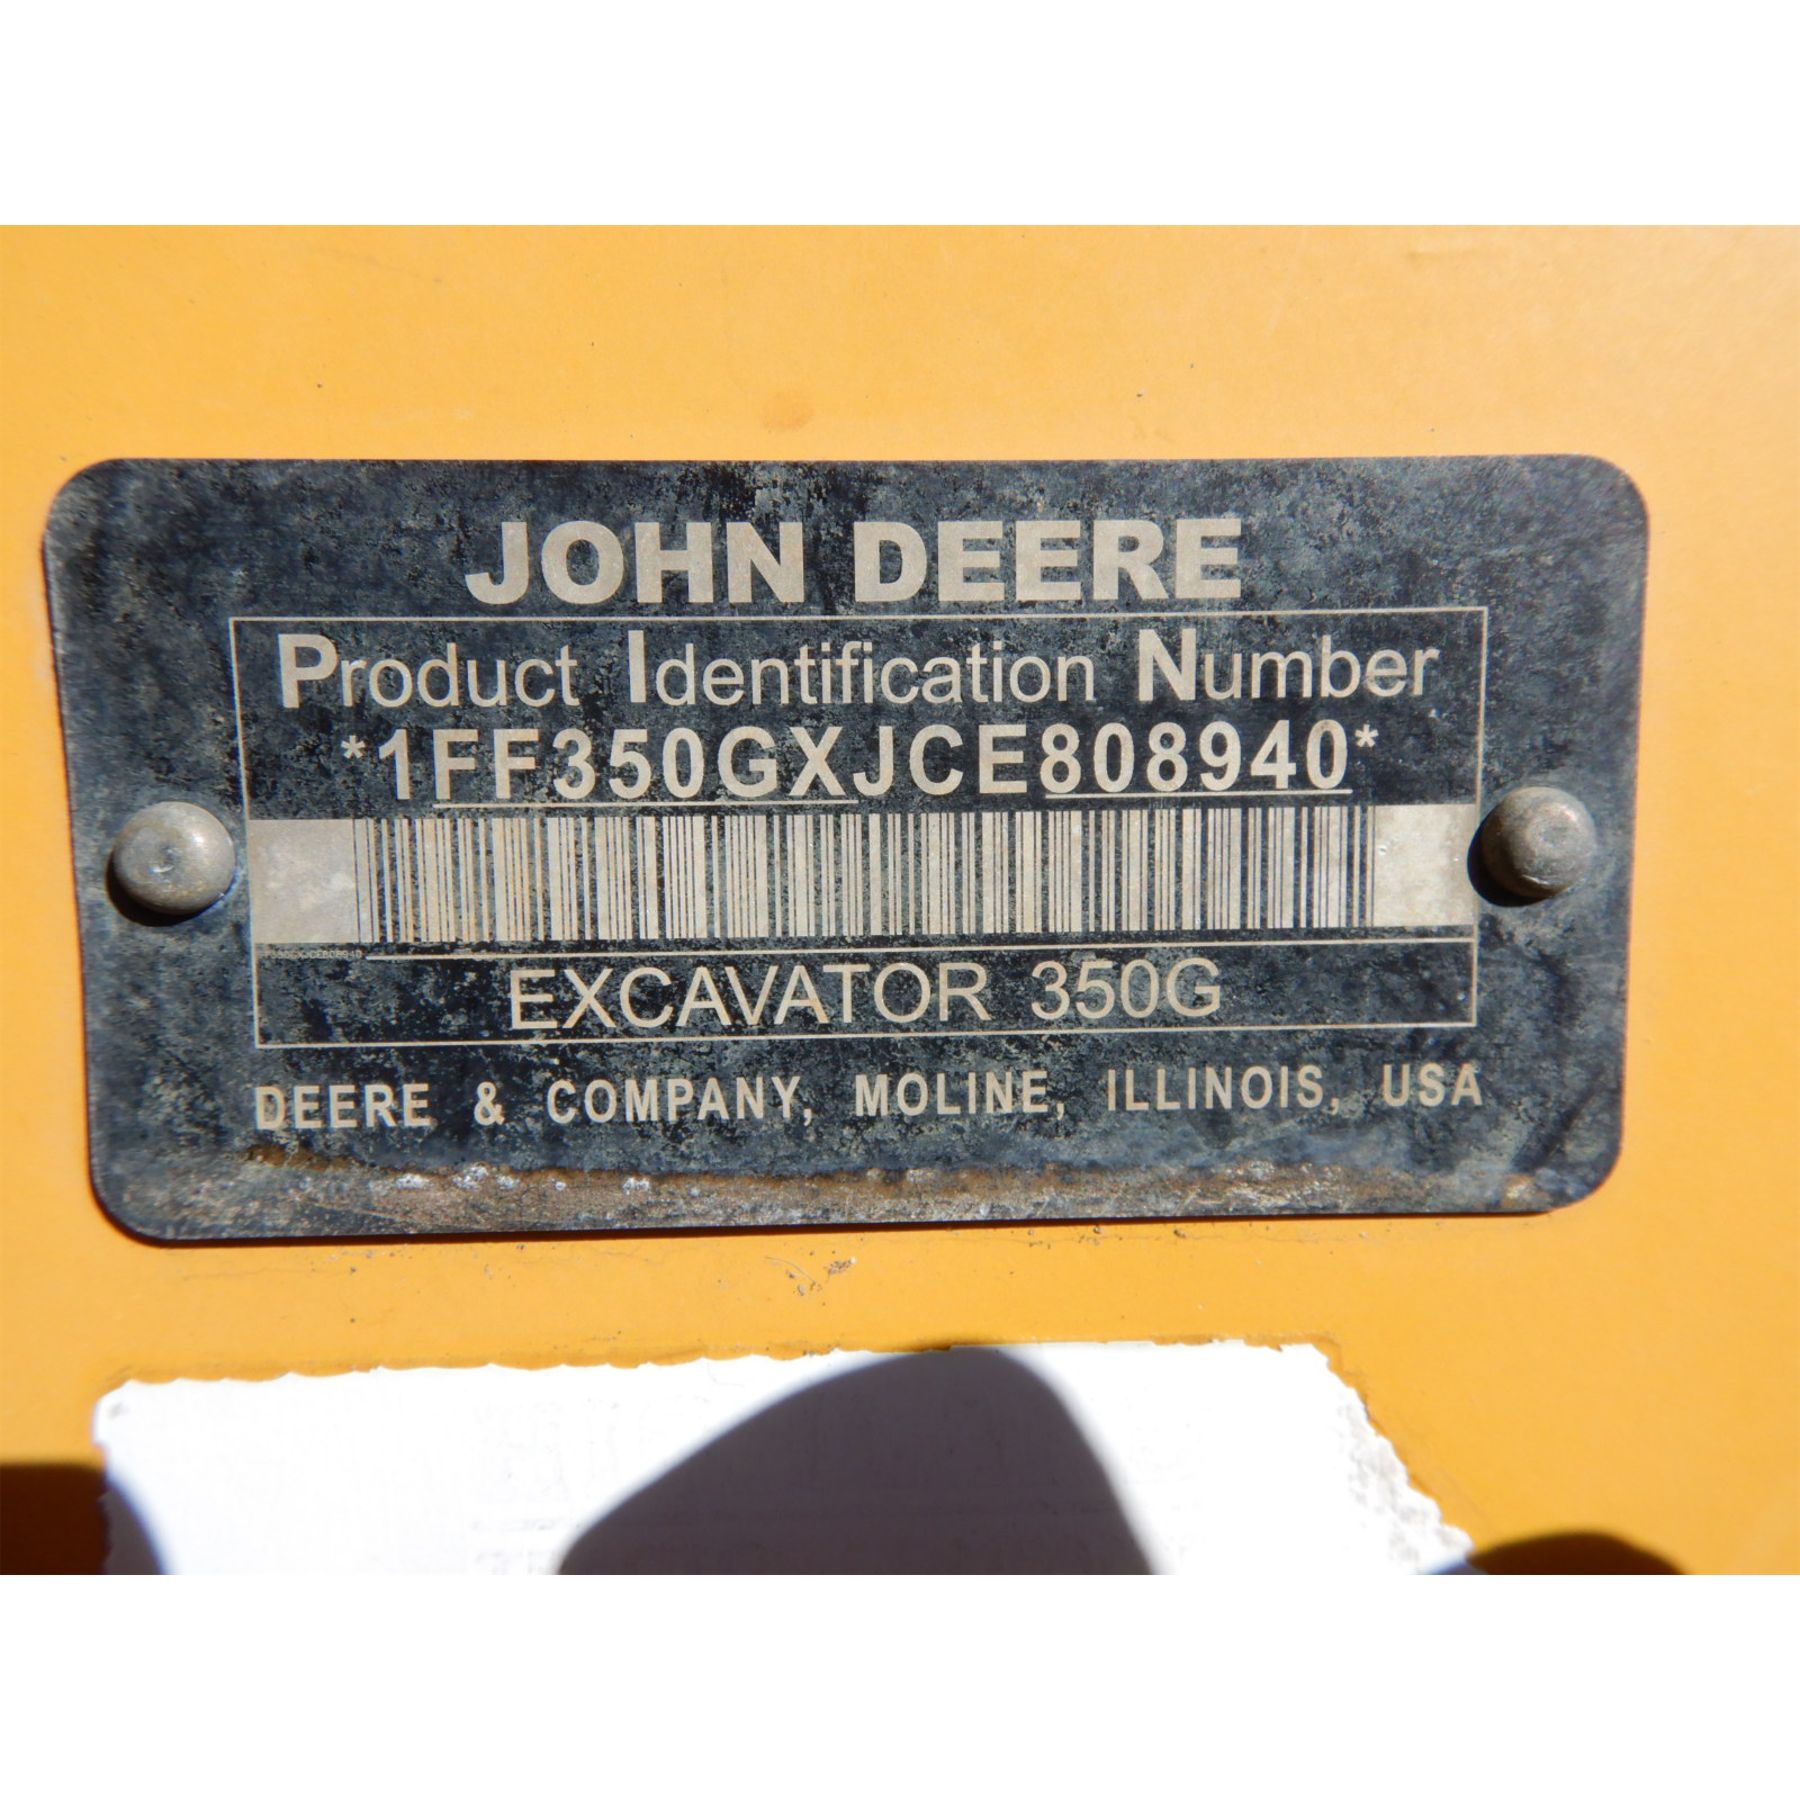 JOHN DEERE
Product Identification Number
*1FF350GXJCE808940*
EXCAVATOR 350G
DEERE & COMPANY, MOLINE, ILLINOIS, USA